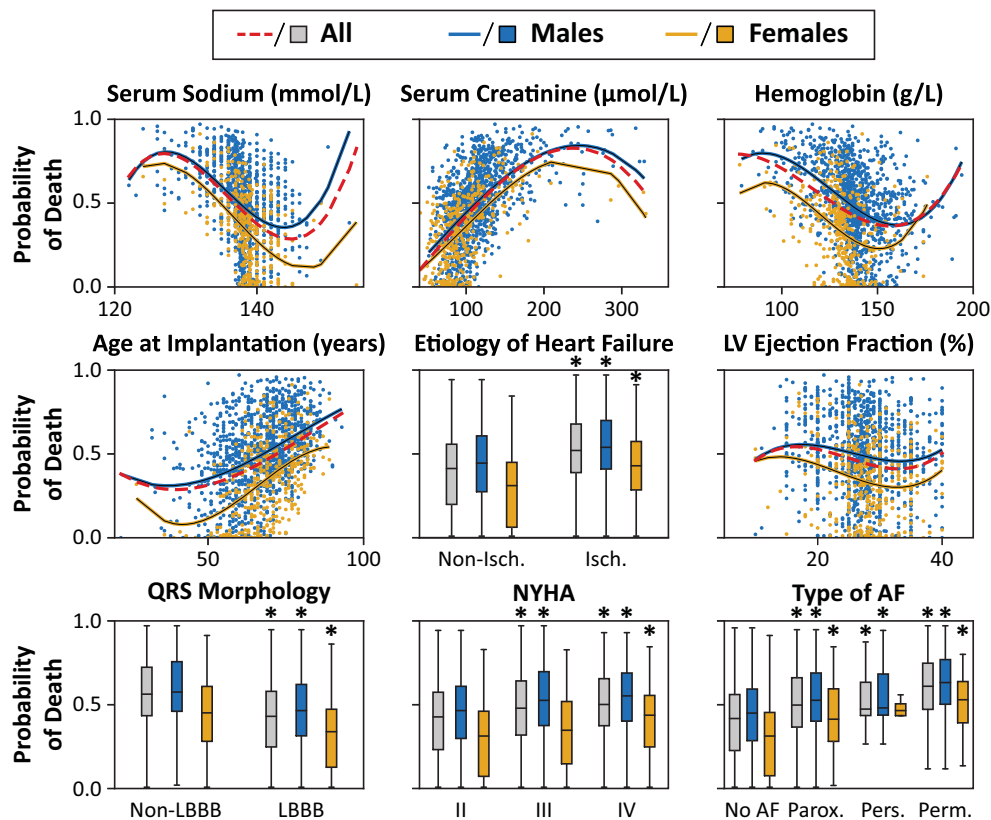 All / Males / Females
Serum Sodium (mmol/L)
Serum Creatinine (μmol/L)
Hemoglobin (g/L)
Probability
of Death
1.0
0.5
0.0
120
140
100
200
300
100
150
200
Age at Implantation (years)
Etiology of Heart Failure
LV Ejection Fraction (%)
Probability
of Death
1.0
0.5
0.0
50
100
* * *
Non-Isch.
Isch.
20
40
QRS Morphology
NYHA
Type of AF
Probability
of Death
1.0
0.5
0.0
* * *
Non-LBBB
LBBB
* * * * *
II
III
IV
* * * * * * * *
No AF
Parox.
Pers.
Perm.